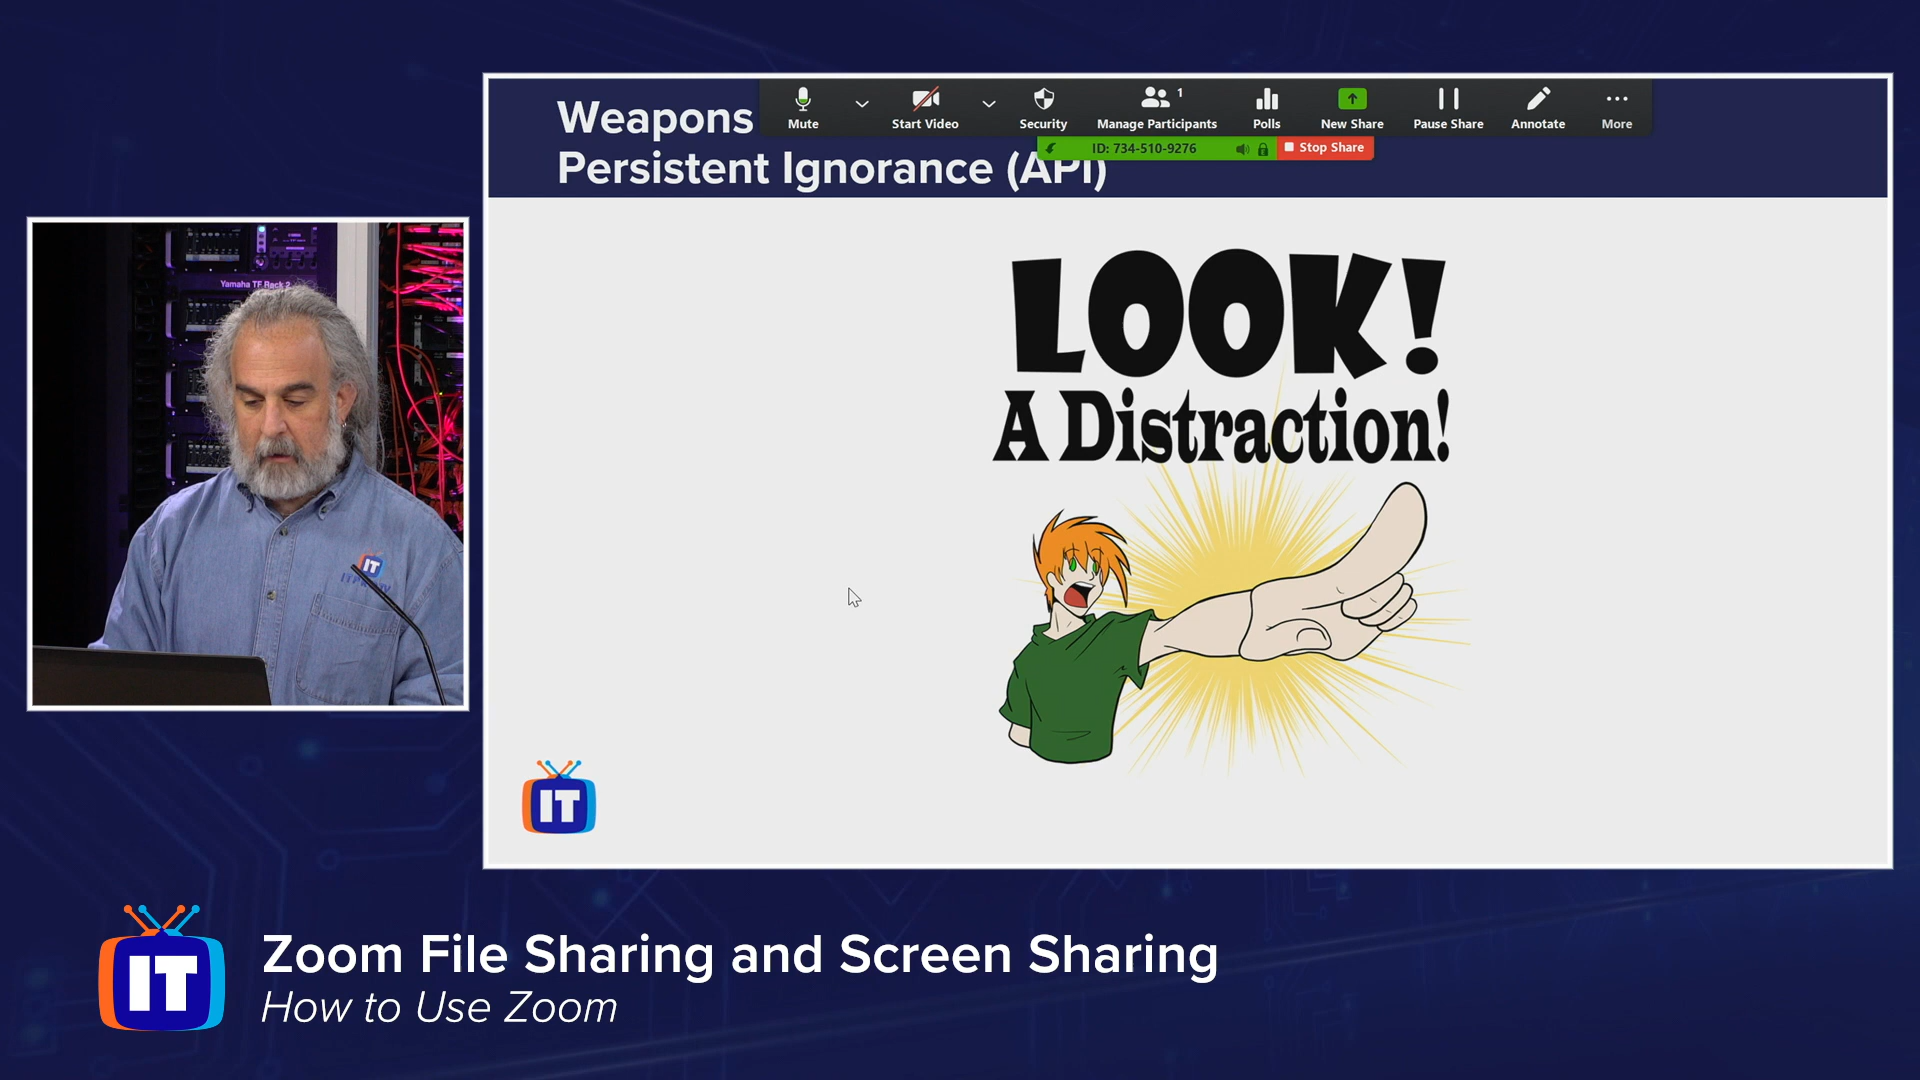 Weapons
Persistent Ignorance (API)
Mute
Start Video
Security
1
Manage Participants
Polls
New Share
Pause Share
Annotate
More
ID: 734-510-9276
Stop Share
LOOK!
A Distraction!
IT
Yamaha TF Rack 2
IT
IT
Zoom File Sharing and Screen Sharing
How to Use Zoom